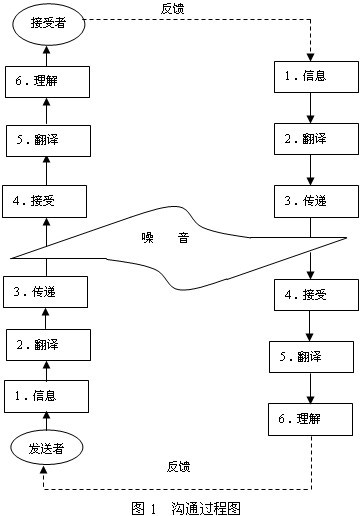 接受者
反馈
6．理解
1．信息
5．翻译
2．翻译
4．接受
3．传递
噪 音
3．传递
4．接受
2．翻译
5．翻译
1．信息
6．理解
发送者
反馈
图 1 沟通过程图